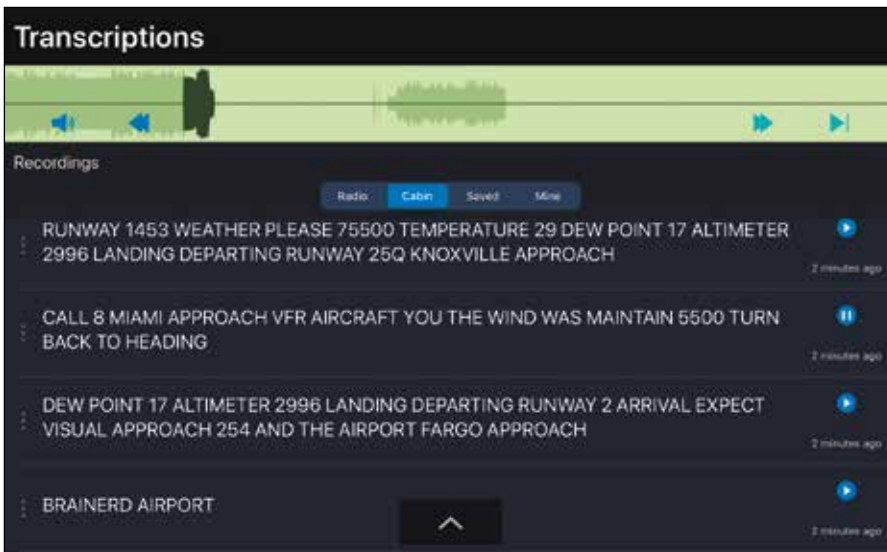 Transcriptions
Recordings
Radio Cabin Saved Mine
RUNWAY 1453 WEATHER PLEASE 75500 TEMPERATURE 29 DEW POINT 17 ALTIMETER
2996 LANDING DEPARTING RUNWAY 25Q KNOXVILLE APPROACH
2 minutes ago
CALL 8 MIAMI APPROACH VFR AIRCRAFT YOU THE WIND WAS MAINTAIN 5500 TURN
BACK TO HEADING
2 minutes ago
DEW POINT 17 ALTIMETER 2996 LANDING DEPARTING RUNWAY 2 ARRIVAL EXPECT
VISUAL APPROACH 254 AND THE AIRPORT FARGO APPROACH
2 minutes ago
BRAINERD AIRPORT
2 minutes ago